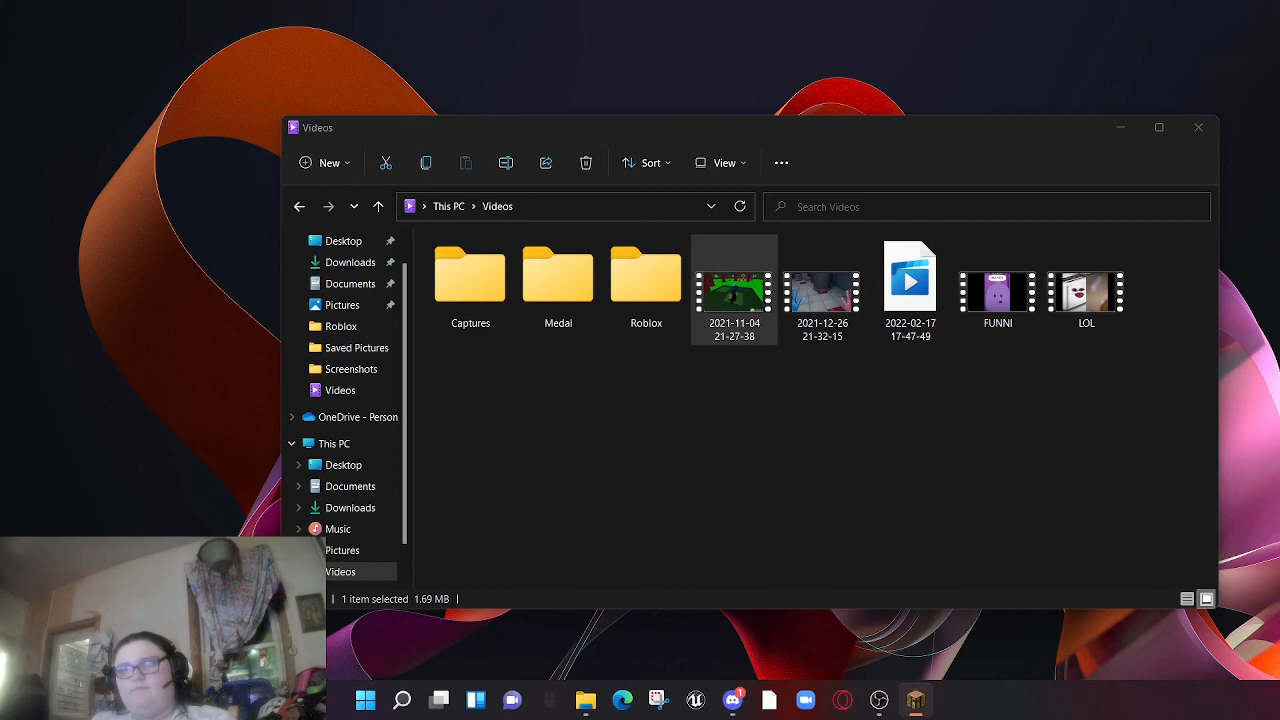 Videos
New
Sort
View
This PC
Videos
Search Videos
Desktop
Downloads
Documents
Pictures
Roblox
Saved Pictures
Screenshots
Videos
OneDrive - Person
This PC
Desktop
Documents
Downloads
Music
Pictures
Videos
Captures
Medal
Roblox
2021-11-04
21-27-38
2021-12-26
21-32-15
2022-02-17
17-47-49
FUNNI
LOL
1 item selected 1.69 MB
1